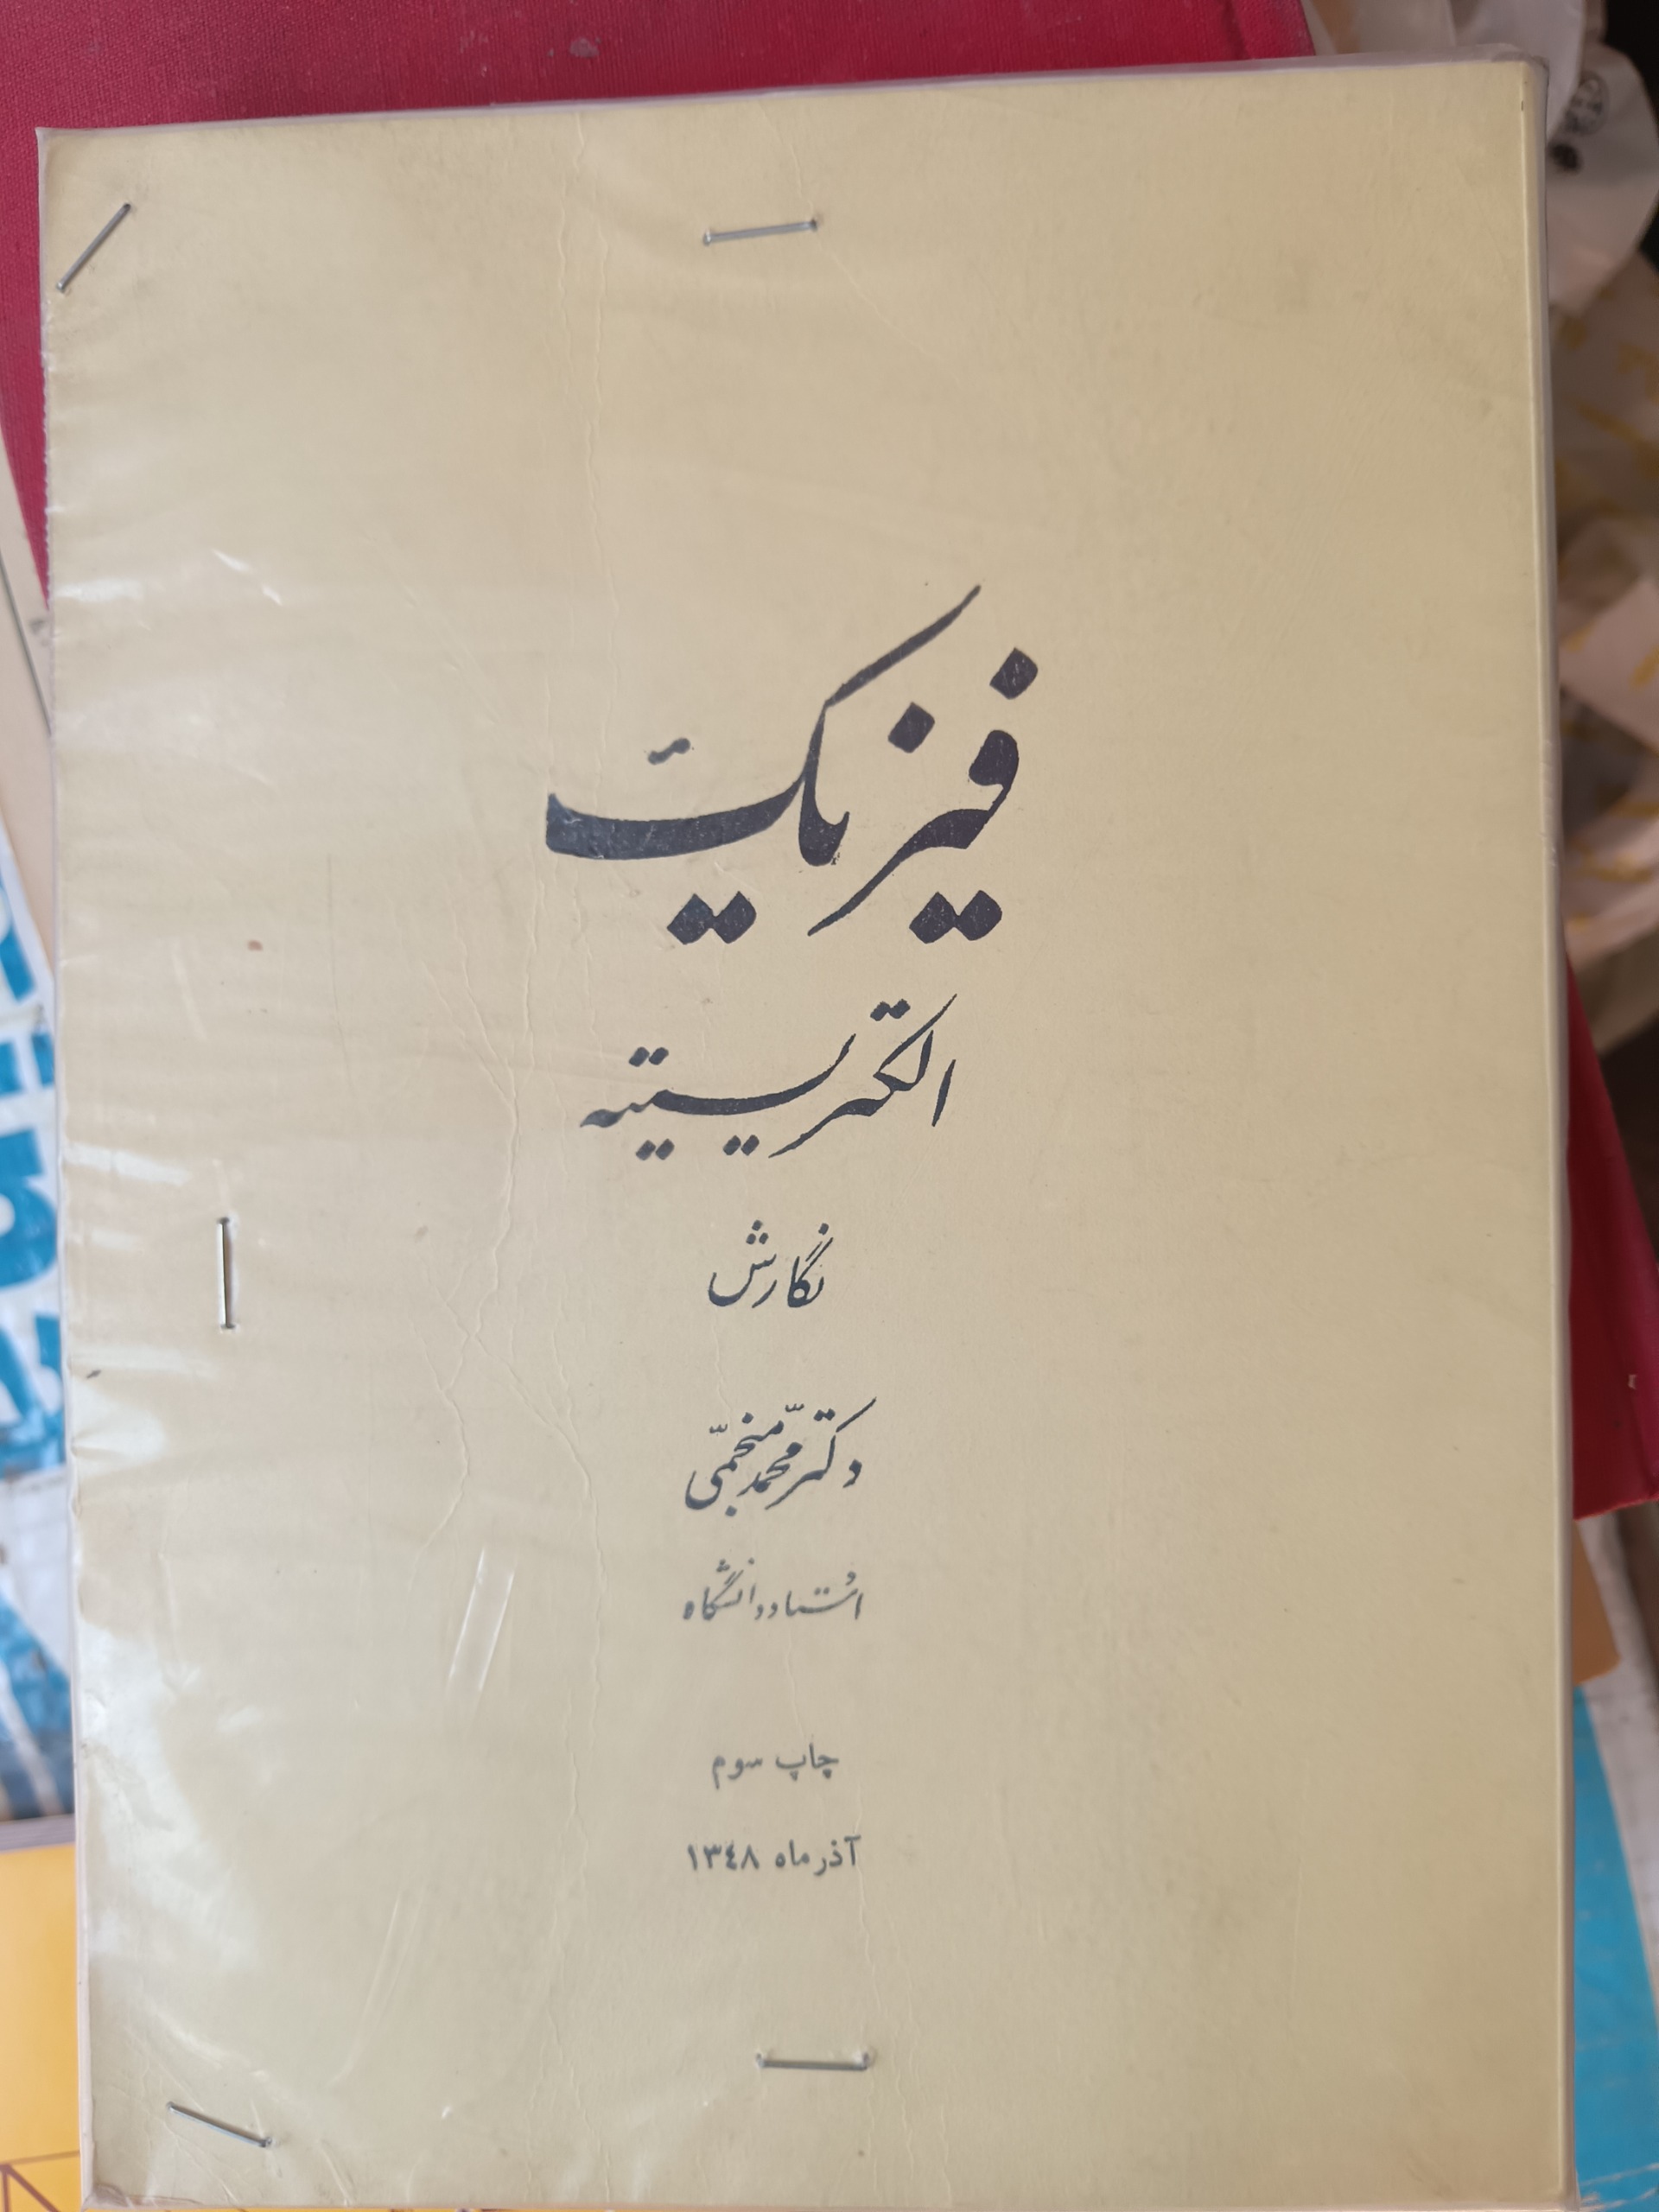 فیزیک
الکتریسیته
نگارش
دکتر محمد منجمی
استاد دانشگاه
چاپ سوم
آذر ماه ۱۳۴۸